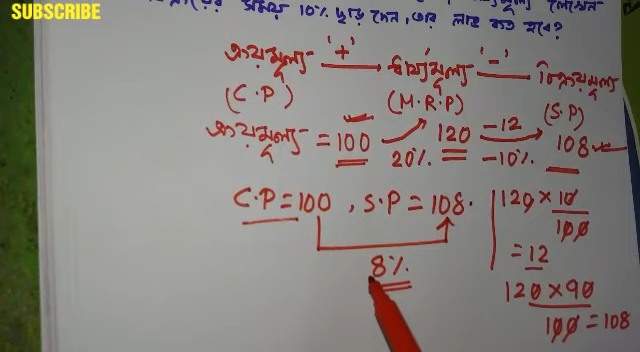 SUBSCRIBE
সময় 10% ছাড় দেন, তার লাভ কত হবে?
ক্রয়মূল্য '+' ধার্য্যমূল্য '-' বিক্রয়মূল্য
(C.P) (M.R.P) (S.P)
ক্রয়মূল্য = 100 120 -12 108
20% -10%
C.P = 100, S.P = 108.
8%.
120 × 10
100
= 12
120 × 90
100 = 108